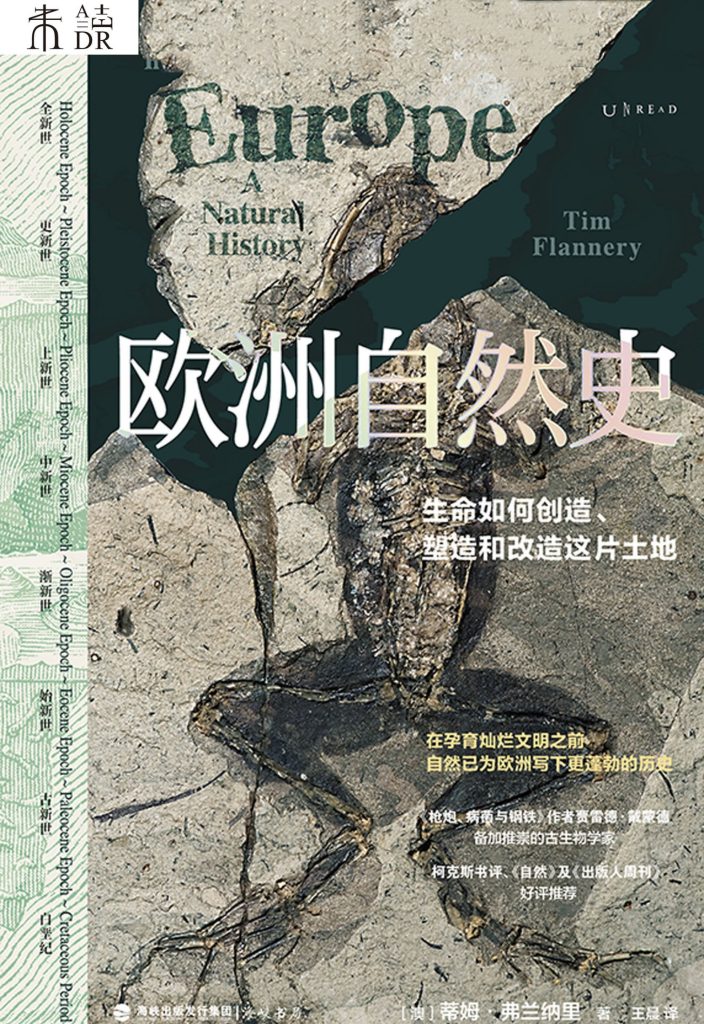 未
DR
Europe
A
Natural
History
UNREAD
Tim
Flannery
欧洲自然史
生命如何创造、
塑造和改造这片土地
在孕育灿烂文明之前
自然已为欧洲写下更蓬勃的历史
《枪炮、病菌与钢铁》作者贾雷德·戴蒙德
备加推崇的古生物学家
柯克斯书评、《自然》及《出版人周刊》
好评推荐
海峡出版发行集团 | 海峡书局
[澳] 蒂姆·弗兰纳里 著 王晨 译
全新世 更新世 上新世 中新世 渐新世 始新世 古新世 白垩纪
Holocene Epoch ~ Pleistocene Epoch ~ Pliocene Epoch ~ Miocene Epoch ~ Oligocene Epoch ~ Eocene Epoch ~ Paleocene Epoch ~ Cretaceous Period